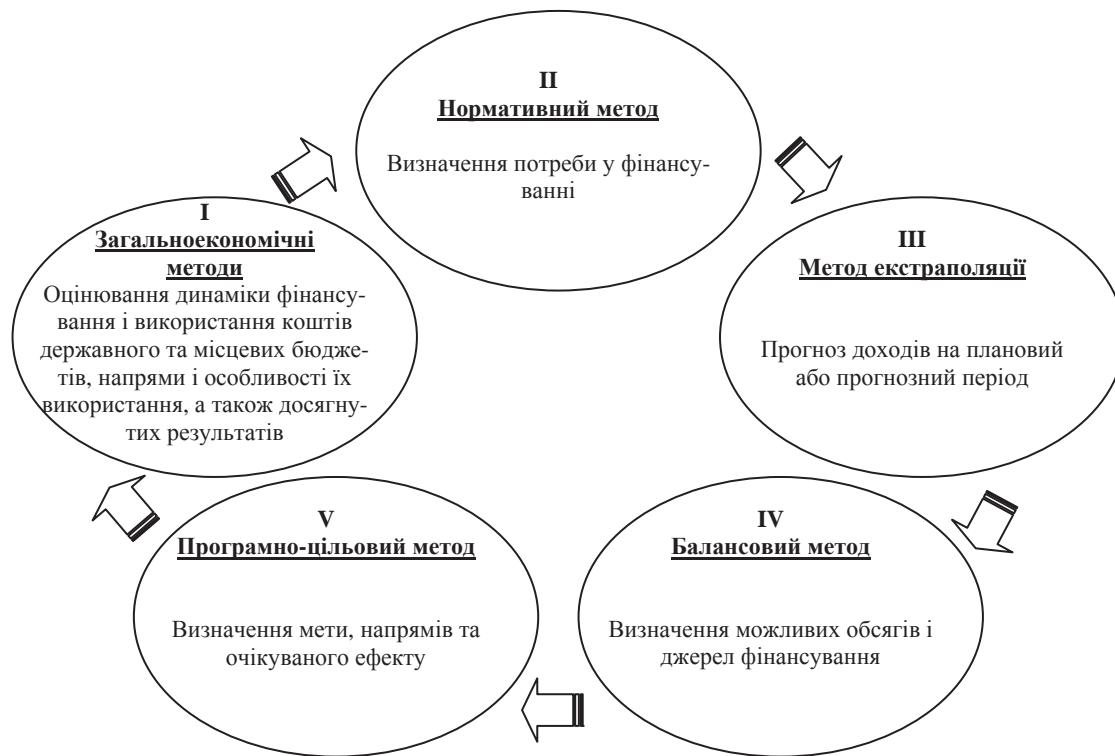 II
Нормативний метод
Визначення потреби у фінансу-
ванні
I
Загальноекономічні
методи
Оцінювання динаміки фінансу-
вання і використання коштів
державного та місцевих бюдже-
тів, напрями і особливості їх
використання, а також досягну-
тих результатів
III
Метод екстраполяції
Прогноз доходів на плановий
або прогнозний період
V
Програмно-цільовий метод
Визначення мети, напрямів та
очікуваного ефекту
IV
Балансовий метод
Визначення можливих обсягів і
джерел фінансування